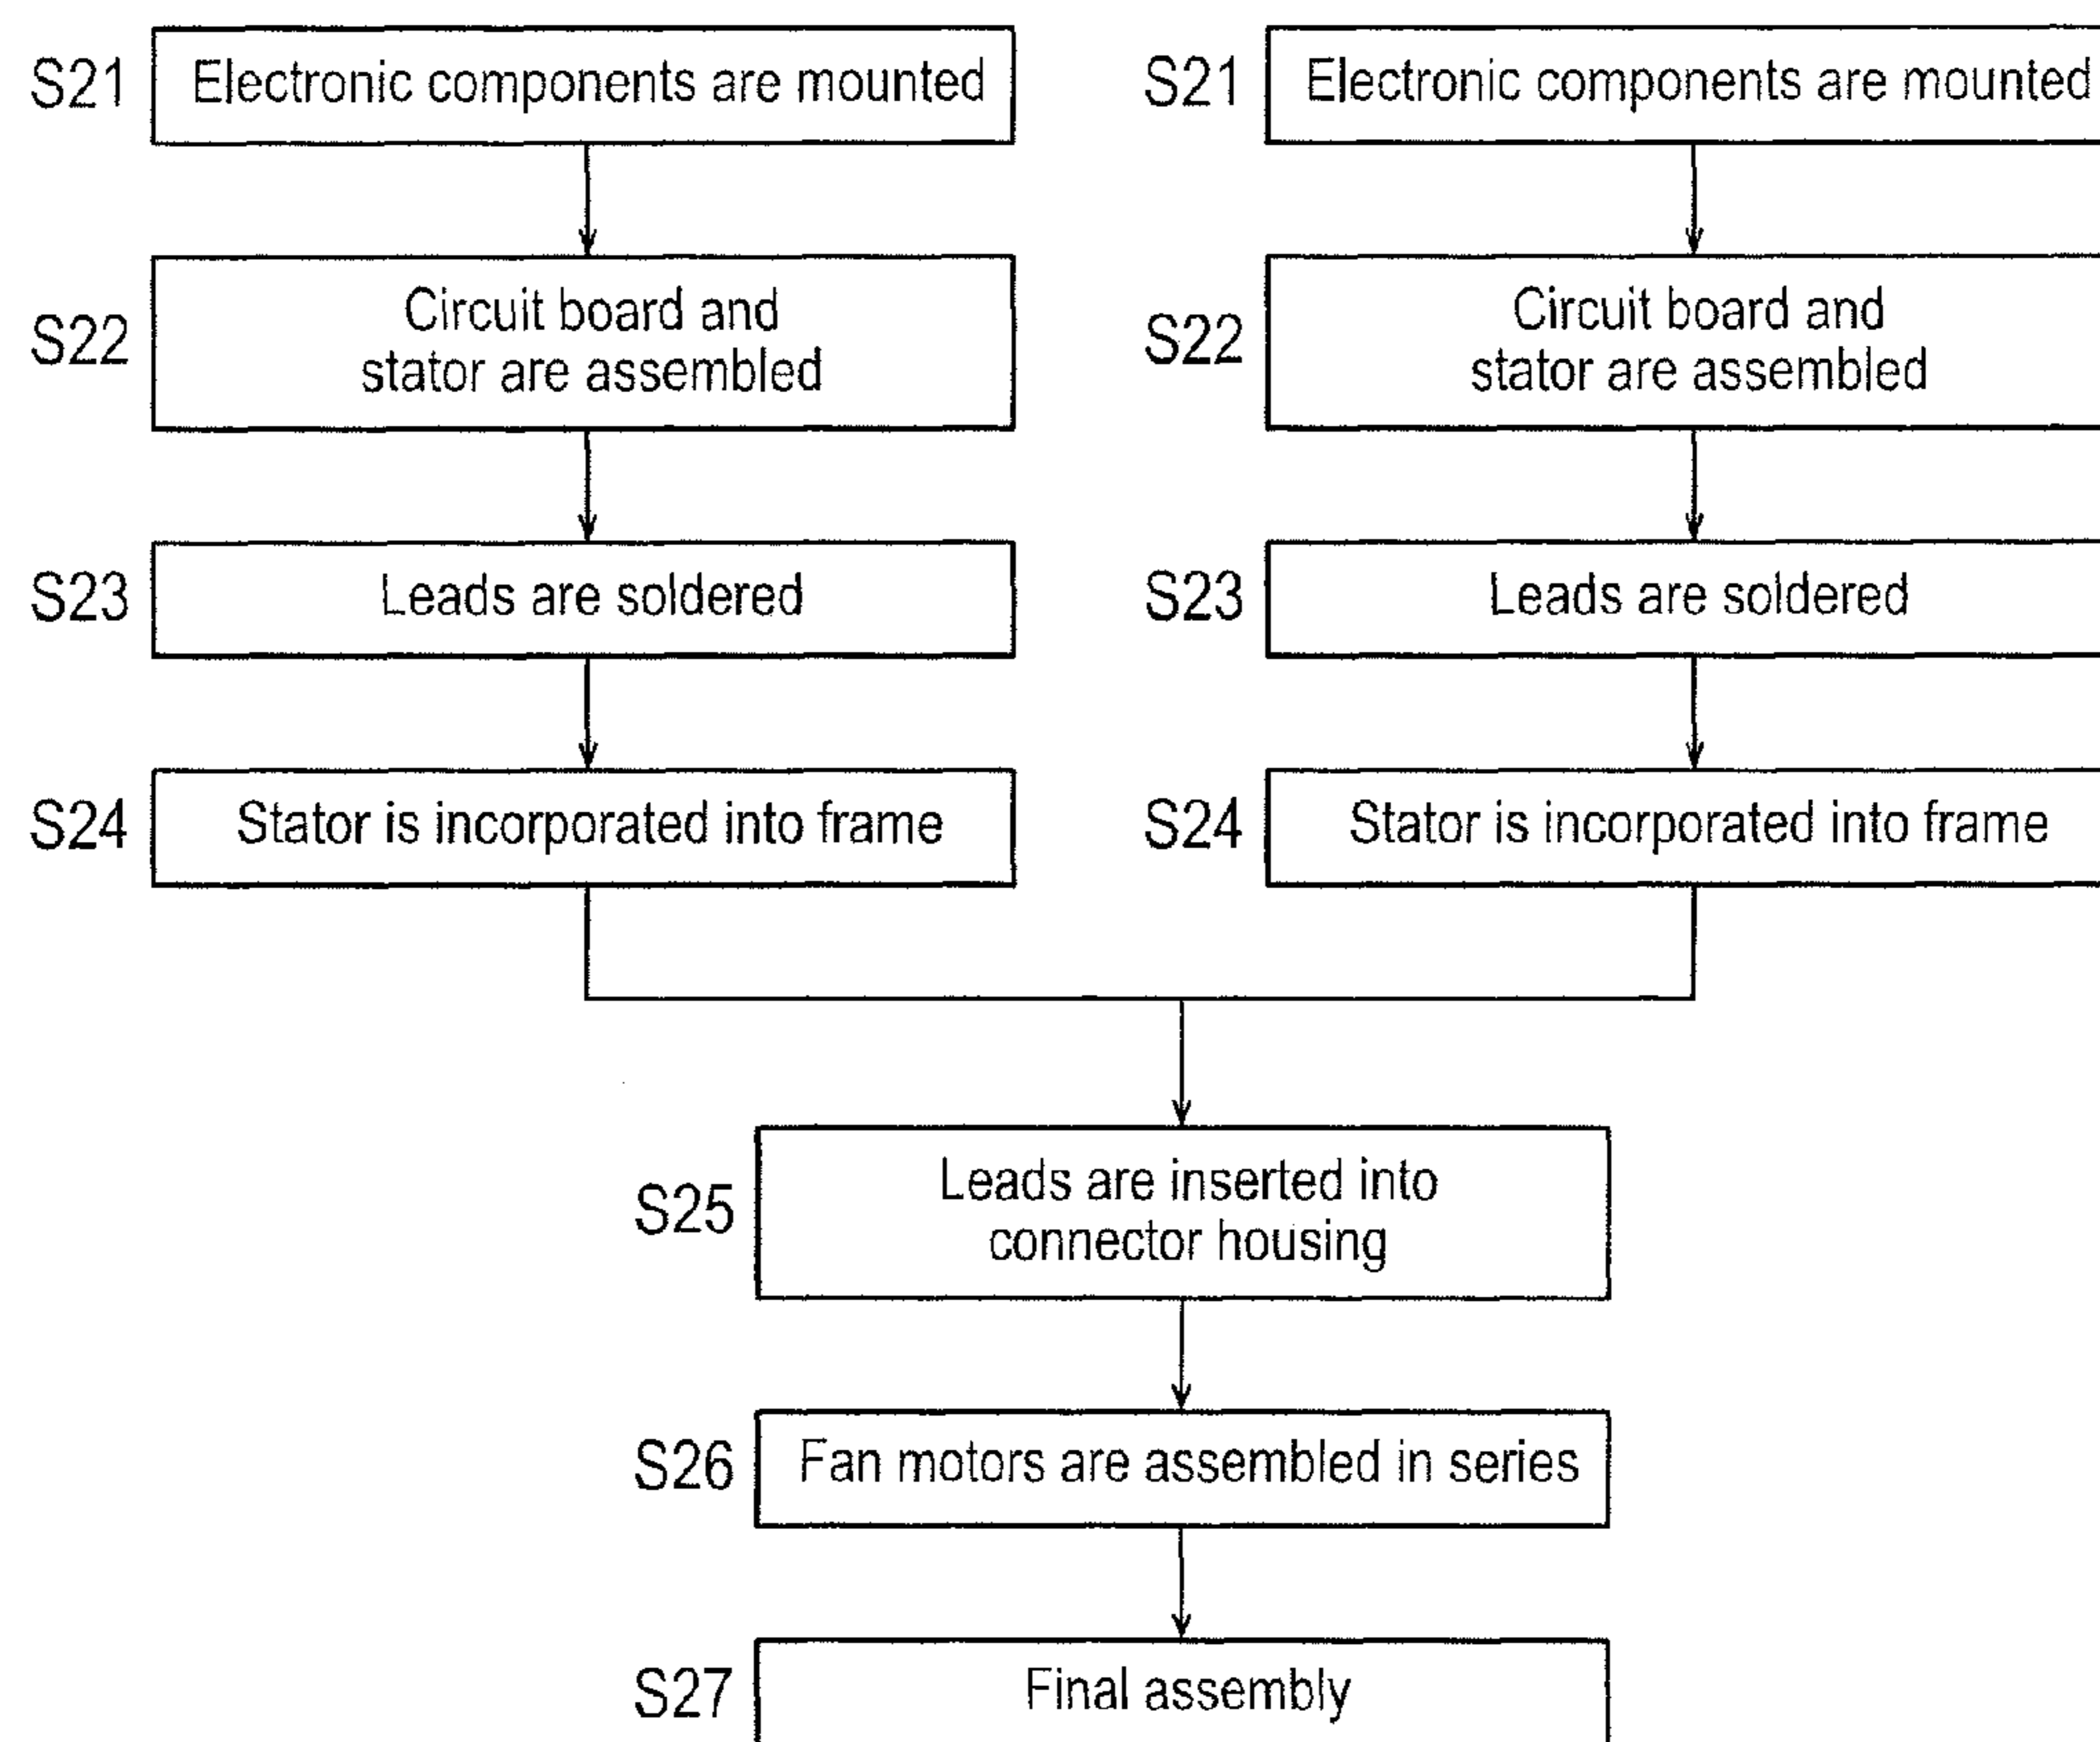 S21 Electronic components are mounted
S21 Electronic components are mounted
S22 Circuit board and
stator are assembled
S22 Circuit board and
stator are assembled
S23 Leads are soldered
S23 Leads are soldered
S24 Stator is incorporated into frame
S24 Stator is incorporated into frame
S25 Leads are inserted into
connector housing
S26 Fan motors are assembled in series
S27 Final assembly